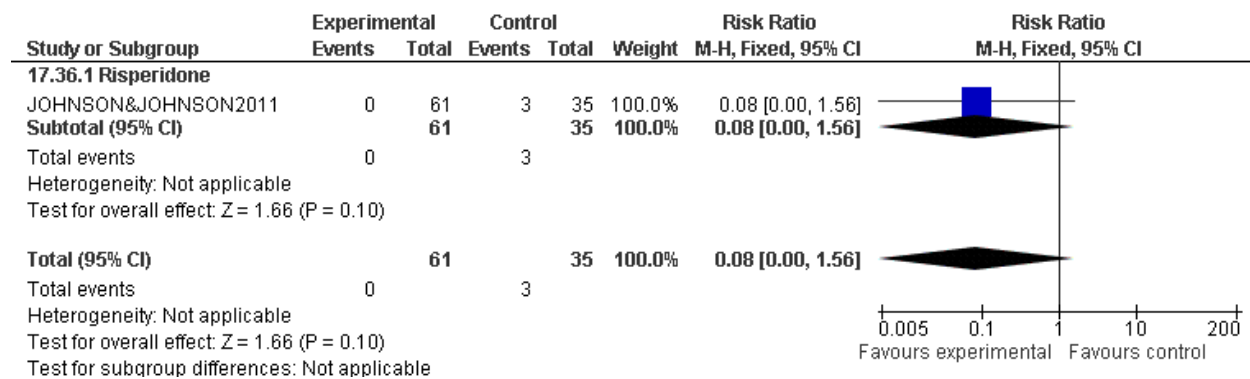 Experimental Control Risk Ratio Risk Ratio
Study or Subgroup Events Total Events Total Weight M-H, Fixed, 95% CI M-H, Fixed, 95% CI
17.36.1 Risperidone
JOHNSON&JOHNSON2011 0 61 3 35 100.0% 0.08 [0.00, 1.56]
Subtotal (95% CI) 61 35 100.0% 0.08 [0.00, 1.56]
Total events 0 3
Heterogeneity: Not applicable
Test for overall effect: Z = 1.66 (P = 0.10)
Total (95% CI) 61 35 100.0% 0.08 [0.00, 1.56]
Total events 0 3
Heterogeneity: Not applicable
Test for overall effect: Z = 1.66 (P = 0.10)
Test for subgroup differences: Not applicable
0.005 0.1 1 10 200
Favours experimental Favours control